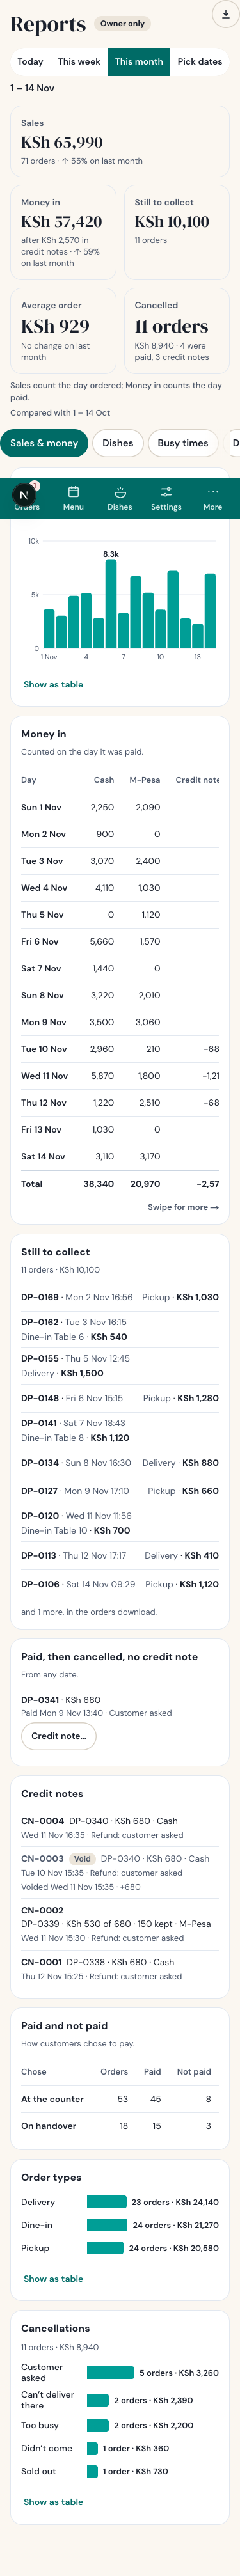 Reports Owner only
Today This week This month Pick dates
1 – 14 Nov
Sales
KSh 65,990
71 orders · ↑ 55% on last month
Money in
KSh 57,420
after KSh 2,570 in
credit notes · ↑ 59%
on last month
Still to collect
KSh 10,100
11 orders
Average order
KSh 929
No change on last
month
Cancelled
11 orders
KSh 8,940 · 4 were
paid, 3 credit notes
Sales count the day ordered; Money in counts the day
paid.
Compared with 1 – 14 Oct
Sales & money Dishes Busy times D
N
Orders Menu Dishes Settings More
10k
8.3k
5k
0
1 Nov 4 7 10 13
Show as table
Money in
Counted on the day it was paid.
Day Cash M-Pesa Credit note
Sun 1 Nov 2,250 2,090
Mon 2 Nov 900 0
Tue 3 Nov 3,070 2,400
Wed 4 Nov 4,110 1,030
Thu 5 Nov 0 1,120
Fri 6 Nov 5,660 1,570
Sat 7 Nov 1,440 0
Sun 8 Nov 3,220 2,010
Mon 9 Nov 3,500 3,060
Tue 10 Nov 2,960 210 -68
Wed 11 Nov 5,870 1,800 -1,21
Thu 12 Nov 1,220 2,510 -68
Fri 13 Nov 1,030 0
Sat 14 Nov 3,110 3,170
Total 38,340 20,970 -2,57
Swipe for more →
Still to collect
11 orders · KSh 10,100
DP-0169 · Mon 2 Nov 16:56 Pickup · KSh 1,030
DP-0162 · Tue 3 Nov 16:15
Dine-in Table 6 · KSh 540
DP-0155 · Thu 5 Nov 12:45
Delivery · KSh 1,500
DP-0148 · Fri 6 Nov 15:15 Pickup · KSh 1,280
DP-0141 · Sat 7 Nov 18:43
Dine-in Table 8 · KSh 1,120
DP-0134 · Sun 8 Nov 16:30 Delivery · KSh 880
DP-0127 · Mon 9 Nov 17:10 Pickup · KSh 660
DP-0120 · Wed 11 Nov 11:56
Dine-in Table 10 · KSh 700
DP-0113 · Thu 12 Nov 17:17 Delivery · KSh 410
DP-0106 · Sat 14 Nov 09:29 Pickup · KSh 1,120
and 1 more, in the orders download.
Paid, then cancelled, no credit note
From any date.
DP-0341 · KSh 680
Paid Mon 9 Nov 13:40 · Customer asked
Credit note…
Credit notes
CN-0004 DP-0340 · KSh 680 · Cash
Wed 11 Nov 16:35 · Refund: customer asked
CN-0003 Void DP-0340 · KSh 680 · Cash
Tue 10 Nov 15:35 · Refund: customer asked
Voided Wed 11 Nov 15:35 · +680
CN-0002
DP-0339 · KSh 530 of 680 · 150 kept · M-Pesa
Wed 11 Nov 15:30 · Refund: customer asked
CN-0001 DP-0338 · KSh 680 · Cash
Thu 12 Nov 15:25 · Refund: customer asked
Paid and not paid
How customers chose to pay.
Chose Orders Paid Not paid
At the counter 53 45 8
On handover 18 15 3
Order types
Delivery 23 orders · KSh 24,140
Dine-in 24 orders · KSh 21,270
Pickup 24 orders · KSh 20,580
Show as table
Cancellations
11 orders · KSh 8,940
Customer
asked 5 orders · KSh 3,260
Can't deliver
there 2 orders · KSh 2,390
Too busy 2 orders · KSh 2,200
Didn't come 1 order · KSh 360
Sold out 1 order · KSh 730
Show as table